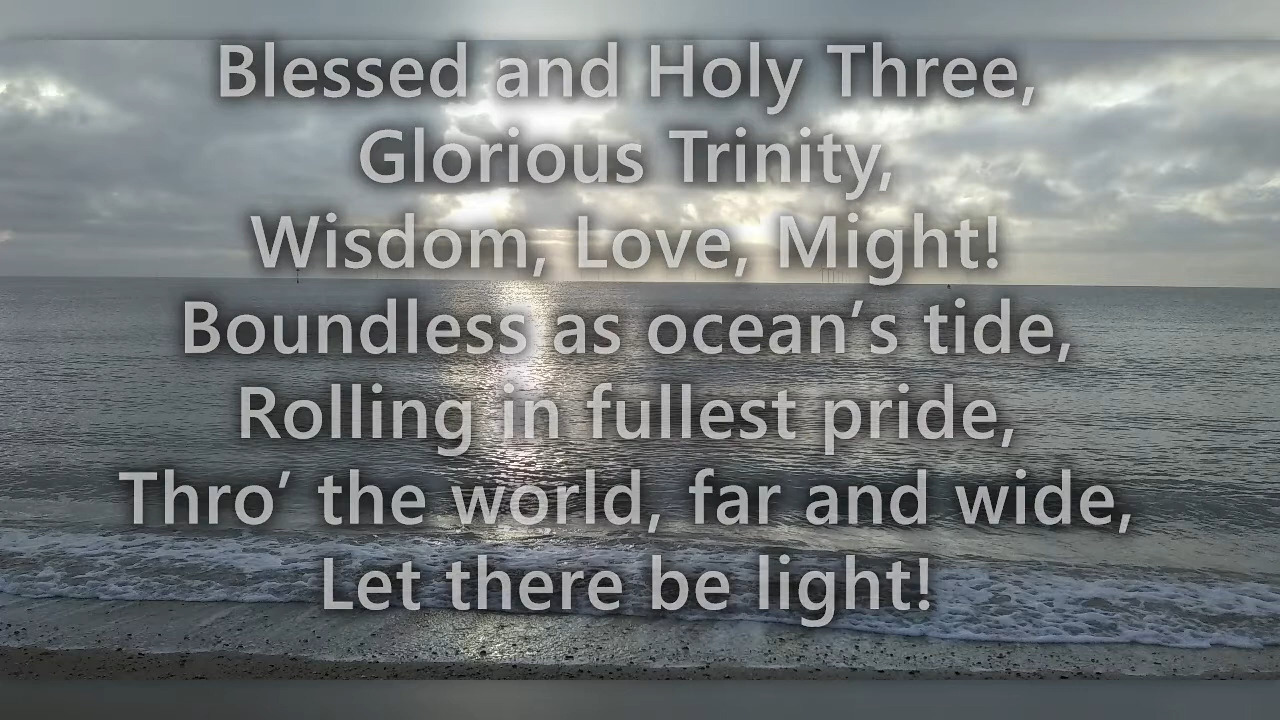 Blessed and Holy Three,
Glorious Trinity,
Wisdom, Love, Might!
Boundless as ocean’s tide,
Rolling in fullest pride,
Thro’ the world, far and wide,
Let there be light!